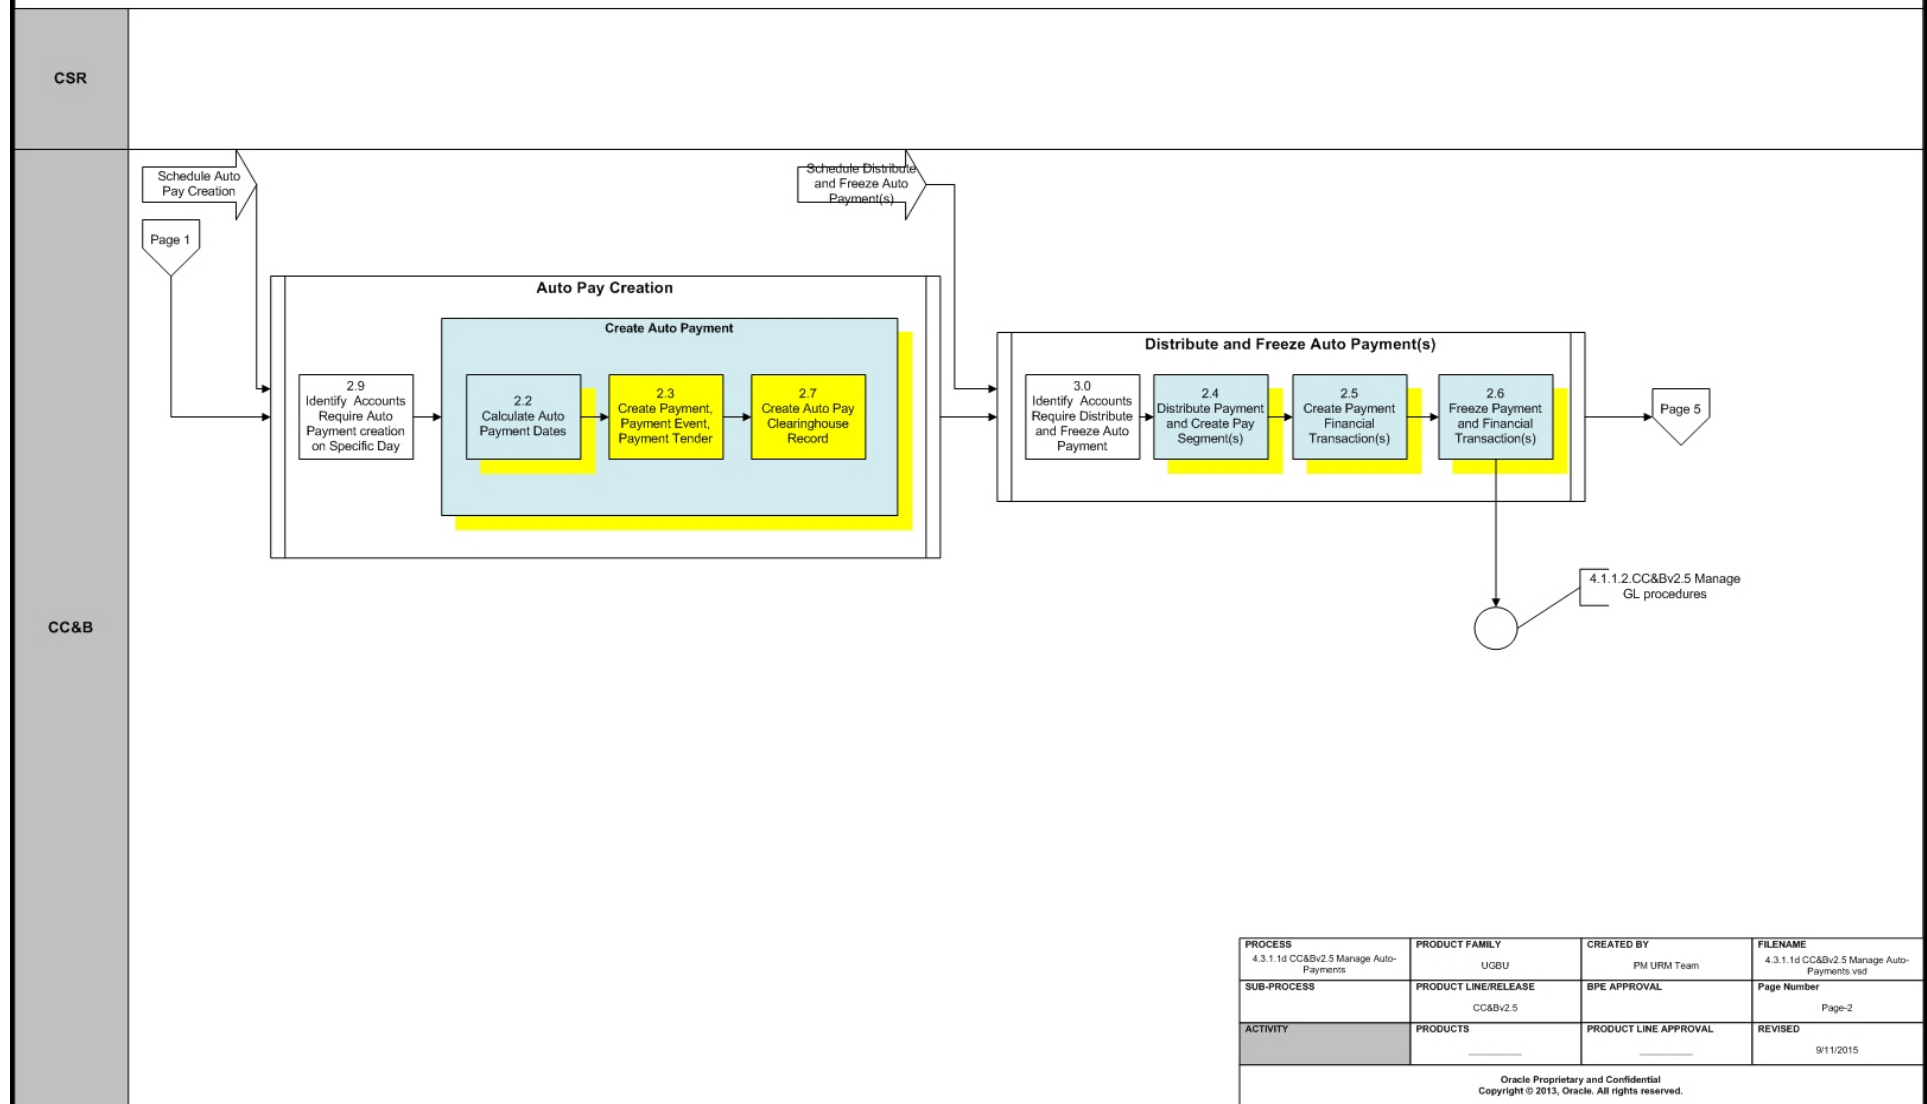 CSR
Schedule Auto
Pay Creation
Schedule Distribute
and Freeze Auto
Payment(s)
Page 1
Auto Pay Creation
Create Auto Payment
2.9
Identify Accounts
Require Auto
Payment creation
on Specific Day
2.2
Calculate Auto
Payment Dates
2.3
Create Payment,
Payment Event,
Payment Tender
2.7
Create Auto Pay
Clearinghouse
Record
Distribute and Freeze Auto Payment(s)
3.0
Identify Accounts
Require Distribute
and Freeze Auto
Payment
2.4
Distribute Payment
and Create Pay
Segment(s)
2.5
Create Payment
Financial
Transaction(s)
2.6
Freeze Payment
and Financial
Transaction(s)
Page 5
4.1.1.2.CC&Bv2.5 Manage
GL procedures
CC&B
PROCESS
4.3.1.1d CC&Bv2.5 Manage Auto-
Payments
PRODUCT FAMILY
UGBU
CREATED BY
PM URM Team
FILENAME
4.3.1.1d CC&Bv2.5 Manage Auto-
Payments.vsd
SUB-PROCESS
PRODUCT LINE/RELEASE
CC&Bv2.5
BPE APPROVAL
Page Number
Page-2
ACTIVITY
PRODUCTS
PRODUCT LINE APPROVAL
REVISED
9/11/2015
Oracle Proprietary and Confidential
Copyright © 2013, Oracle. All rights reserved.